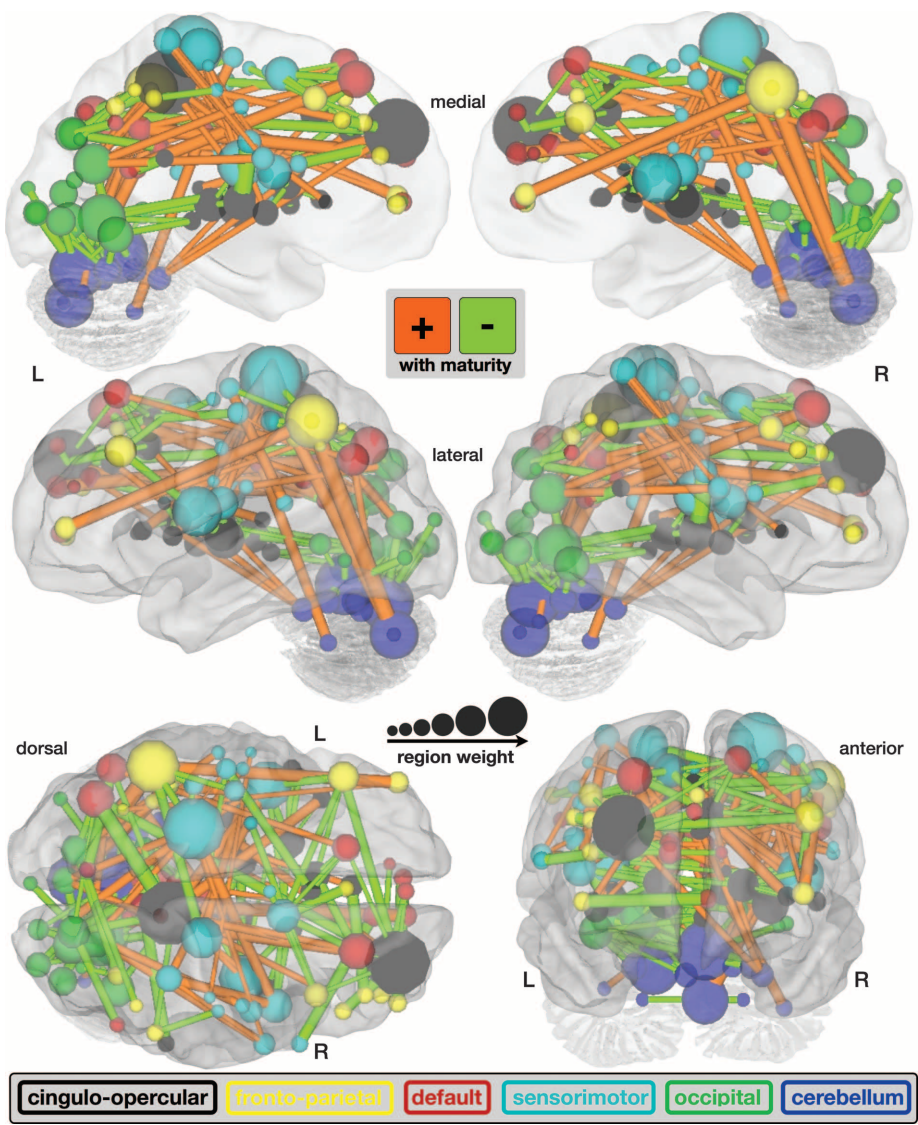 medial
+ -
with maturity
L R
lateral
L
dorsal
region weight
anterior
L R
R
cingulo-opercular fronto-parietal default sensorimotor occipital cerebellum